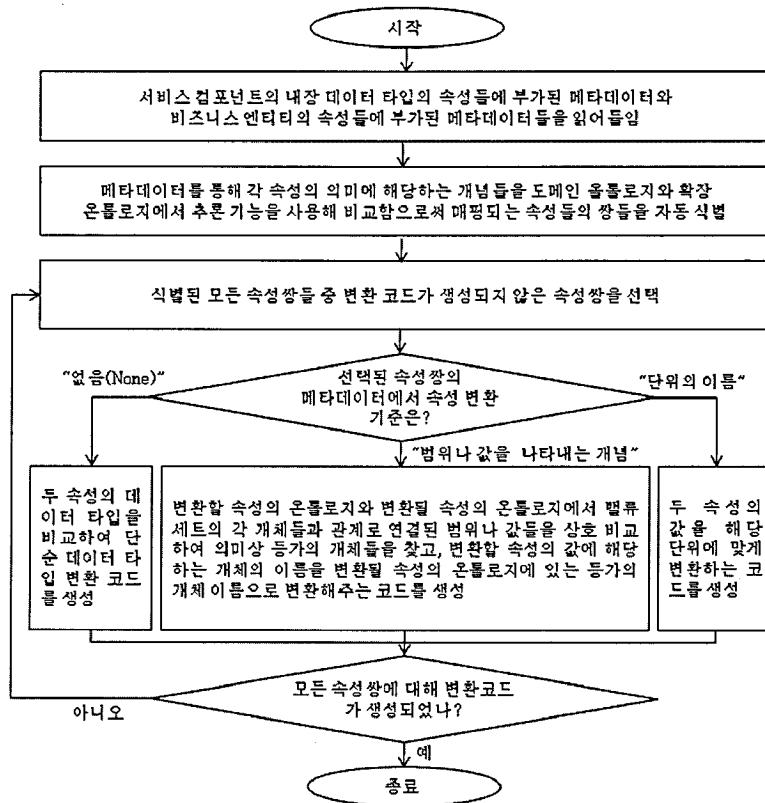 시작
서비스 컴포넌트의 내장 데이터 타입의 속성들에 부가된 메타데이터와
비즈니스 엔티티의 속성들에 부가된 메타데이터들을 읽어들임
메타데이터를 통해 각 속성의 의미에 해당하는 개념들을 도메인 올톨로지와 확장
온톨로지에서 추론 기능을 사용해 비교함으로써 매핑되는 속성들의 쌍들을 자동 식별
식별된 모든 속성쌍들 중 변환 코드가 생성되지 않은 속성쌍을 선택
선택된 속성쌍의
메타데이터에서 속성 변환
기준은?
"없음(None)"
"단위의 이름"
"범위나 값을 나타내는 개념"
두 속성의 데
이터 타입을
비교하여 단
순 데이터 타
입 변환 코드
를 생성
변환할 속성의 온톨로지와 변환될 속성의 온톨로지에서 밸류
세트의 각 개체들과 관계로 연결된 범위나 값들을 상호 비교
하여 의미상 등가의 개체들을 찾고, 변환할 속성의 값에 해당
하는 개체의 이름을 변환될 속성의 온톨로지에 있는 등가의
개체 이름으로 변환해주는 코드를 생성
두 속성의
값을 해당
단위에 맞게
변환하는 코
드를 생성
모든 속성쌍에 대해 변환코드
가 생성되었나?
아니오
예
종료